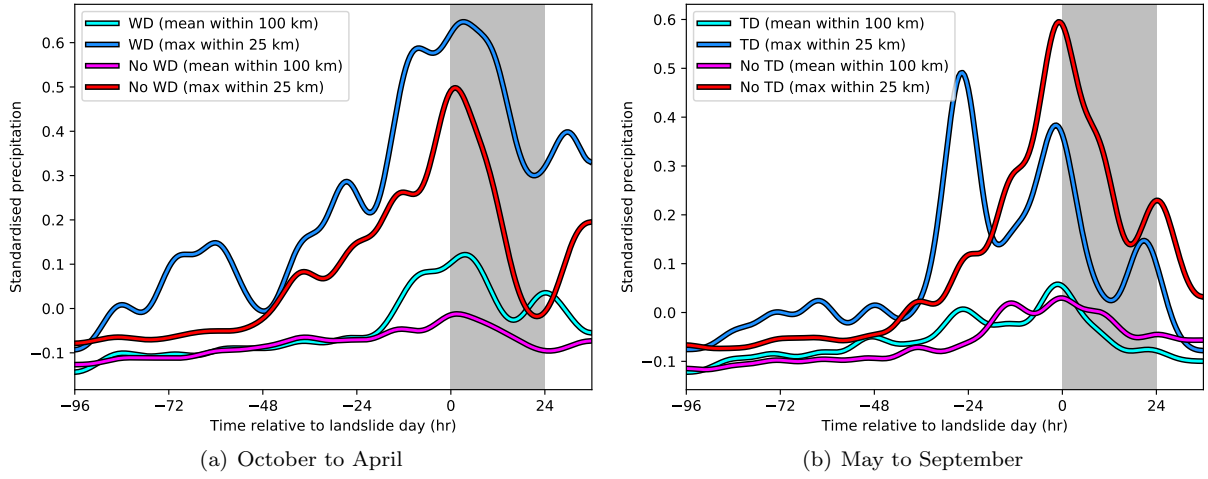 WD (mean within 100 km)
WD (max within 25 km)
No WD (mean within 100 km)
No WD (max within 25 km)
0.6
0.5
0.4
0.3
0.2
0.1
0.0
−0.1
Standardised precipitation
−96
−72
−48
−24
0
24
Time relative to landslide day (hr)
(a) October to April
TD (mean within 100 km)
TD (max within 25 km)
No TD (mean within 100 km)
No TD (max within 25 km)
0.6
0.5
0.4
0.3
0.2
0.1
0.0
−0.1
Standardised precipitation
−96
−72
−48
−24
0
24
Time relative to landslide day (hr)
(b) May to September